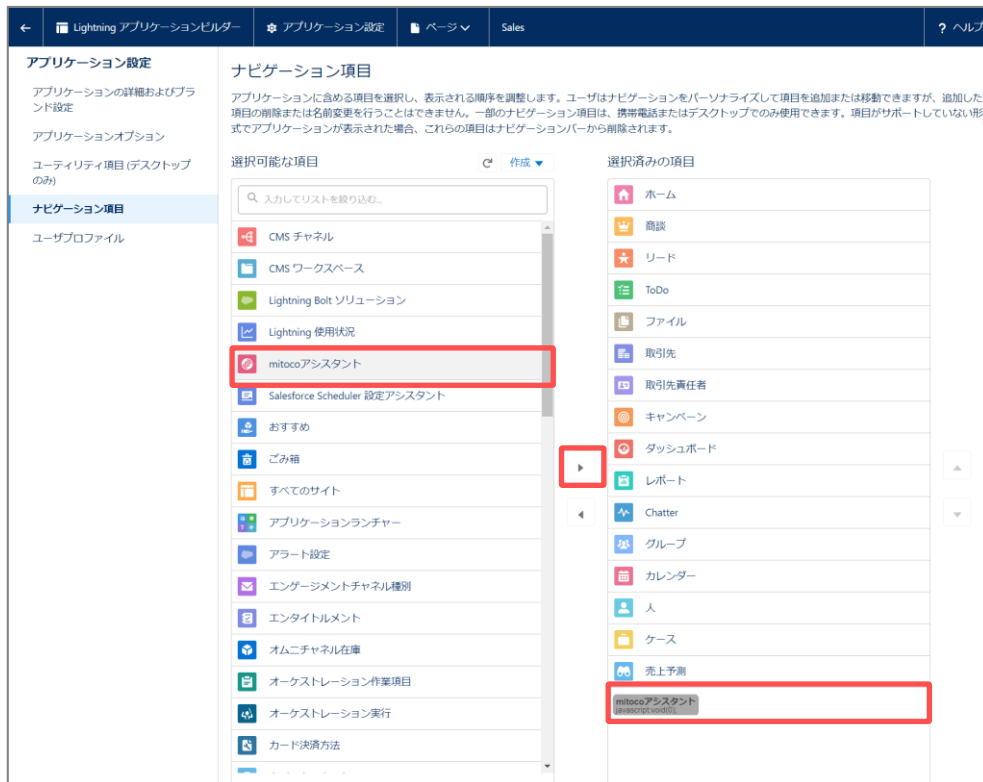 Lightning アプリケーションビルダー
アプリケーション設定
ページ
Sales
? ヘルプ
アプリケーション設定
アプリケーションの詳細およびブラ
ンド設定
アプリケーションオプション
ユーティリティ項目 (デスクトップ
のみ)
ナビゲーション項目
ユーザプロファイル
ナビゲーション項目
アプリケーションに含める項目を選択し、表示される順序を調整します。ユーザはナビゲーションをパーソナライズして項目を追加または移動できますが、追加した
項目の削除または名前変更を行うことはできません。一部のナビゲーション項目は、携帯電話またはデスクトップでのみ使用できます。項目がサポートしていない形
式でアプリケーションが表示された場合、これらの項目はナビゲーションバーから削除されます。
選択可能な項目
作成
入力してリストを絞り込む...
CMS チャネル
CMS ワークスペース
Lightning Bolt ソリューション
Lightning 使用状況
mitocoアシスタント
Salesforce Scheduler 設定アシスタント
おすすめ
ごみ箱
すべてのサイト
アプリケーションランチャー
アラート設定
エンゲージメントチャネル種別
エンタイトルメント
オムニチャネル在庫
オーケストレーション作業項目
オーケストレーション実行
カード決済方法
選択済みの項目
ホーム
商談
リード
ToDo
ファイル
取引先
取引先責任者
キャンペーン
ダッシュボード
レポート
Chatter
グループ
カレンダー
人
ケース
売上予測
mitocoアシスタント
javascript:void(0);